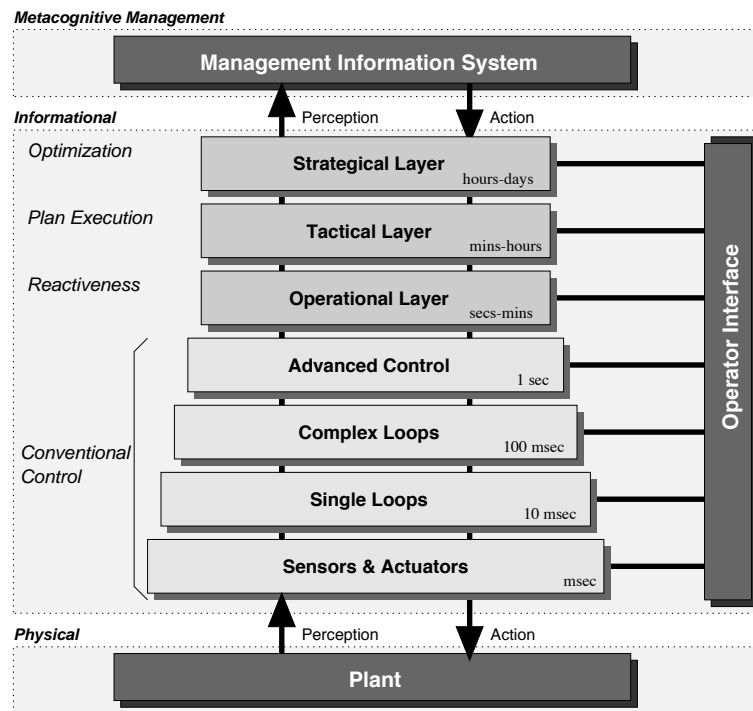 Metacognitive Management
Management Information System
Perception
Action
Informational
Optimization
Strategical Layer
hours-days
Plan Execution
Tactical Layer
mins-hours
Reactiveness
Operational Layer
secs-mins
Advanced Control
1 sec
Complex Loops
100 msec
Conventional
Control
Single Loops
10 msec
Sensors & Actuators
msec
Operator Interface
Perception
Action
Physical
Plant